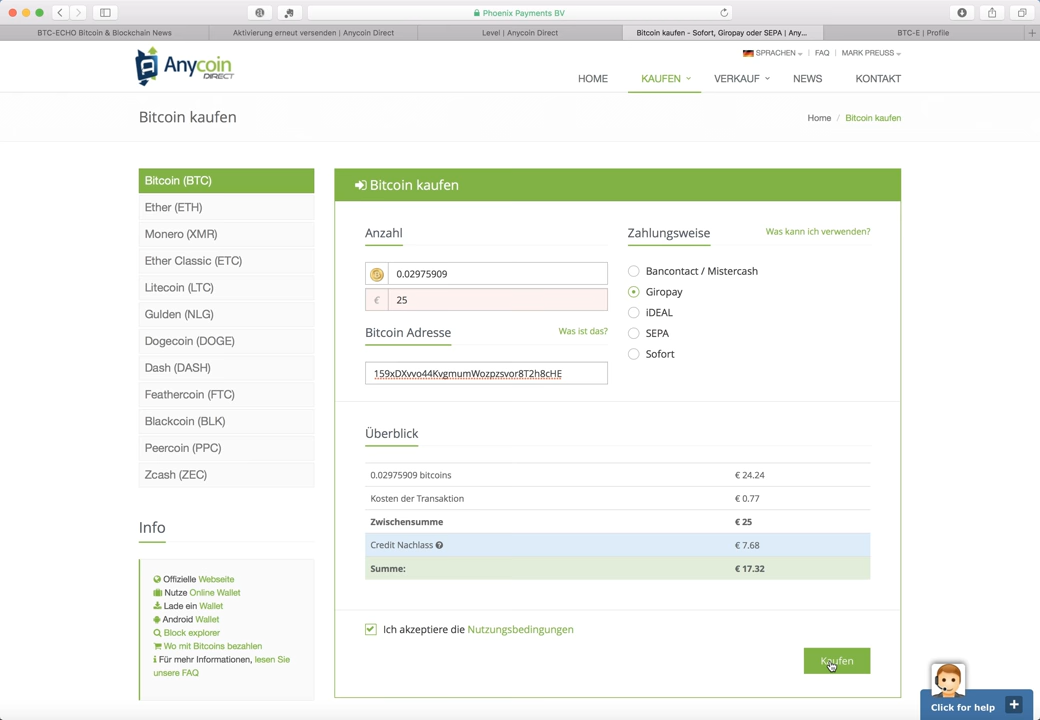 Phoenix Payments BV
BTC-ECHO Bitcoin & Blockchain News
Aktivierung erneut versenden | Anycoin Direct
Level | Anycoin Direct
Bitcoin kaufen - Sofort, Giropay oder SEPA | Any...
BTC-E | Profile
Anycoin
DIRECT
SPRACHEN
FAQ
MARK PREUSS
HOME
KAUFEN
VERKAUF
NEWS
KONTAKT
Bitcoin kaufen
Home / Bitcoin kaufen
Bitcoin (BTC)
Ether (ETH)
Monero (XMR)
Ether Classic (ETC)
Litecoin (LTC)
Gulden (NLG)
Dogecoin (DOGE)
Dash (DASH)
Feathercoin (FTC)
Blackcoin (BLK)
Peercoin (PPC)
Zcash (ZEC)
Info
Offizielle Webseite
Nutze Online Wallet
Lade ein Wallet
Android Wallet
Block explorer
Wo mit Bitcoins bezahlen
Für mehr Informationen, lesen Sie
unsere FAQ
Bitcoin kaufen
Anzahl
0.02975909
€ 25
Bitcoin Adresse
Was ist das?
159xDXvvo44KvgmumWozpzsvor8T2h8cHE
Zahlungsweise
Was kann ich verwenden?
Bancontact / Mistercash
Giropay
iDEAL
SEPA
Sofort
Überblick
0.02975909 bitcoins € 24.24
Kosten der Transaktion € 0.77
Zwischensumme € 25
Credit Nachlass € 7.68
Summe: € 17.32
Ich akzeptiere die Nutzungsbedingungen
Kaufen
Click for help